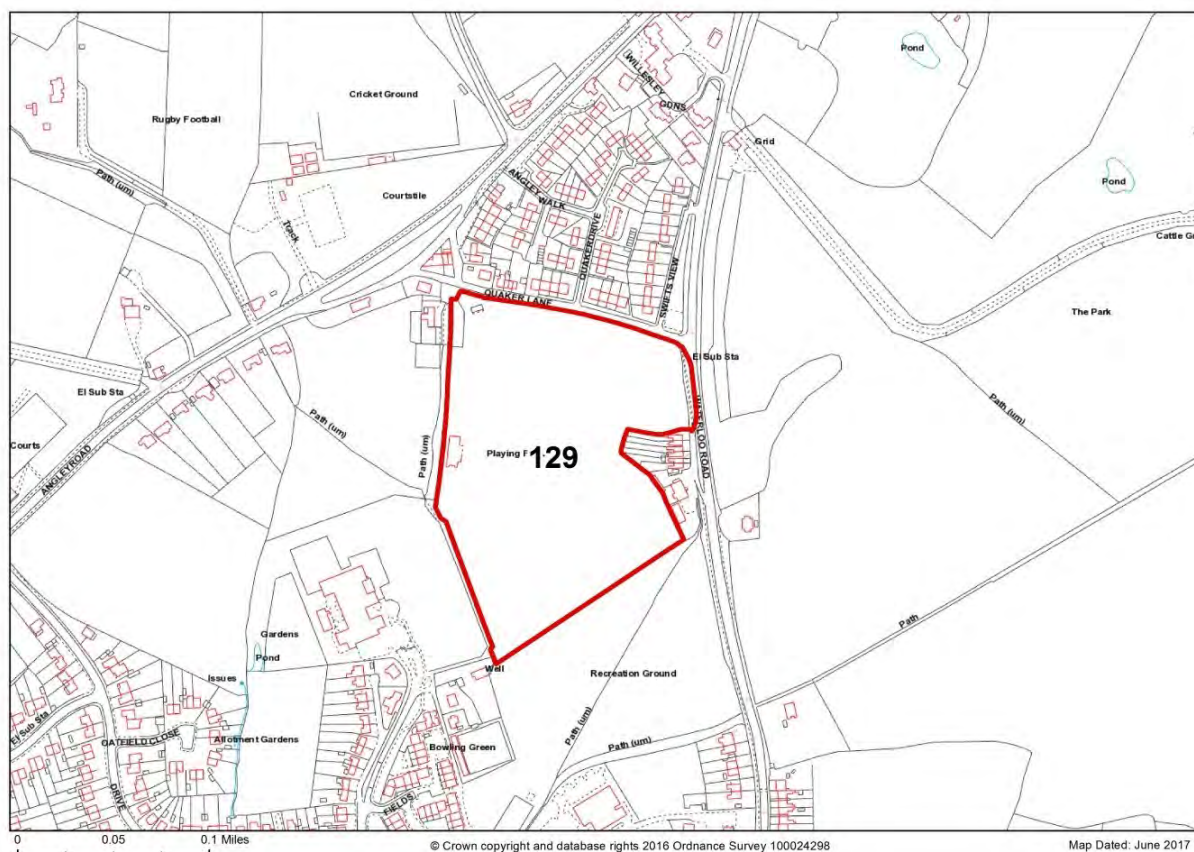 Pond
WILLESLEY
GDNS
Cricket Ground
Rugby Football
Grid
Path (um)
ANGLEY WALK
Pond
Courtstile
QUAKERDRIVE
Track
SWIFTS VIEW
Cattle G
QUAKER LANE
The Park
El Sub Sta
El Sub Sta
Path (um)
Path (um)
WATERLOO ROAD
Courts
ANGLEYROAD
Path (um)
Playing F
129
Path
Gardens
Pond
Well
Issues
Recreation Ground
El Sub Sta
OATFIELD CLOSE
Allotment Gardens
Path (um)
Bowling Green
Path (um)
DRIVE
FIELDS
0 0.05 0.1 Miles
© Crown copyright and database rights 2016 Ordnance Survey 100024298
Map Dated: June 2017